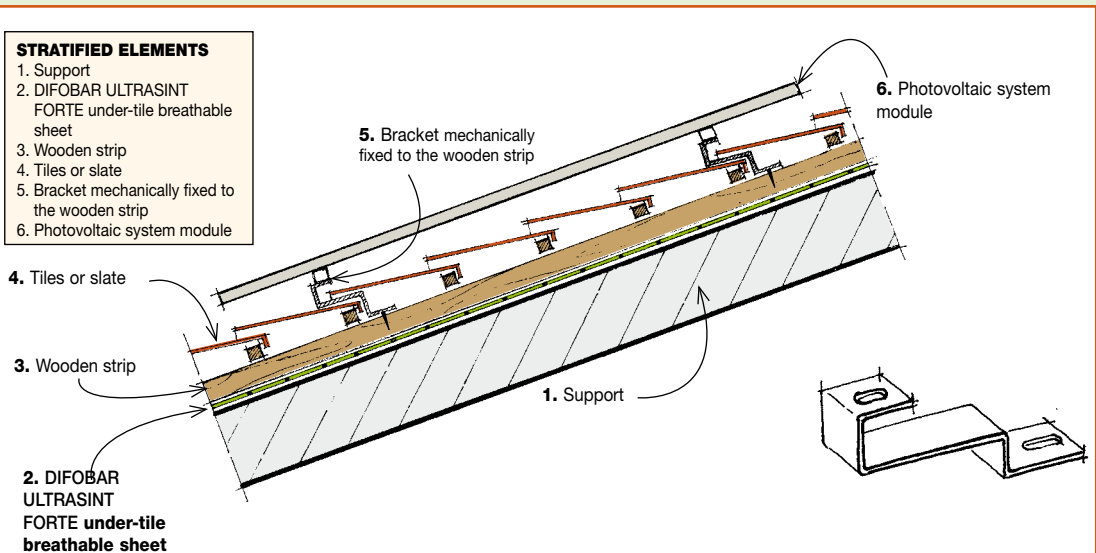 STRATIFIED ELEMENTS
1. Support
2. DIFOBAR ULTRASINT
FORTE under-tile breathable
sheet
3. Wooden strip
4. Tiles or slate
5. Bracket mechanically fixed to
the wooden strip
6. Photovoltaic system module
6. Photovoltaic system
module
5. Bracket mechanically
fixed to the wooden strip
4. Tiles or slate
3. Wooden strip
1. Support
2. DIFOBAR
ULTRASINT
FORTE under-tile
breathable sheet